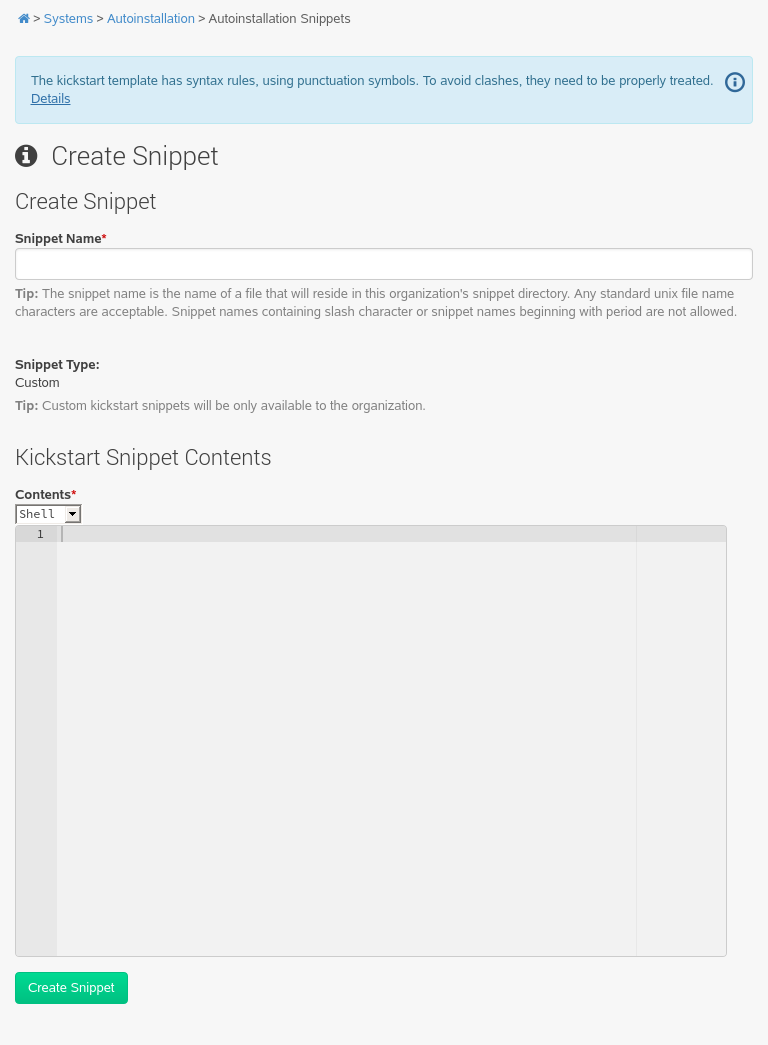 > Systems > Autoinstallation > Autoinstallation Snippets
The kickstart template has syntax rules, using punctuation symbols. To avoid clashes, they need to be properly treated.
Details
Create Snippet
Create Snippet
Snippet Name*
Tip: The snippet name is the name of a file that will reside in this organization's snippet directory. Any standard unix file name
characters are acceptable. Snippet names containing slash character or snippet names beginning with period are not allowed.
Snippet Type:
Custom
Tip: Custom kickstart snippets will be only available to the organization.
Kickstart Snippet Contents
Contents*
Shell
1
Create Snippet